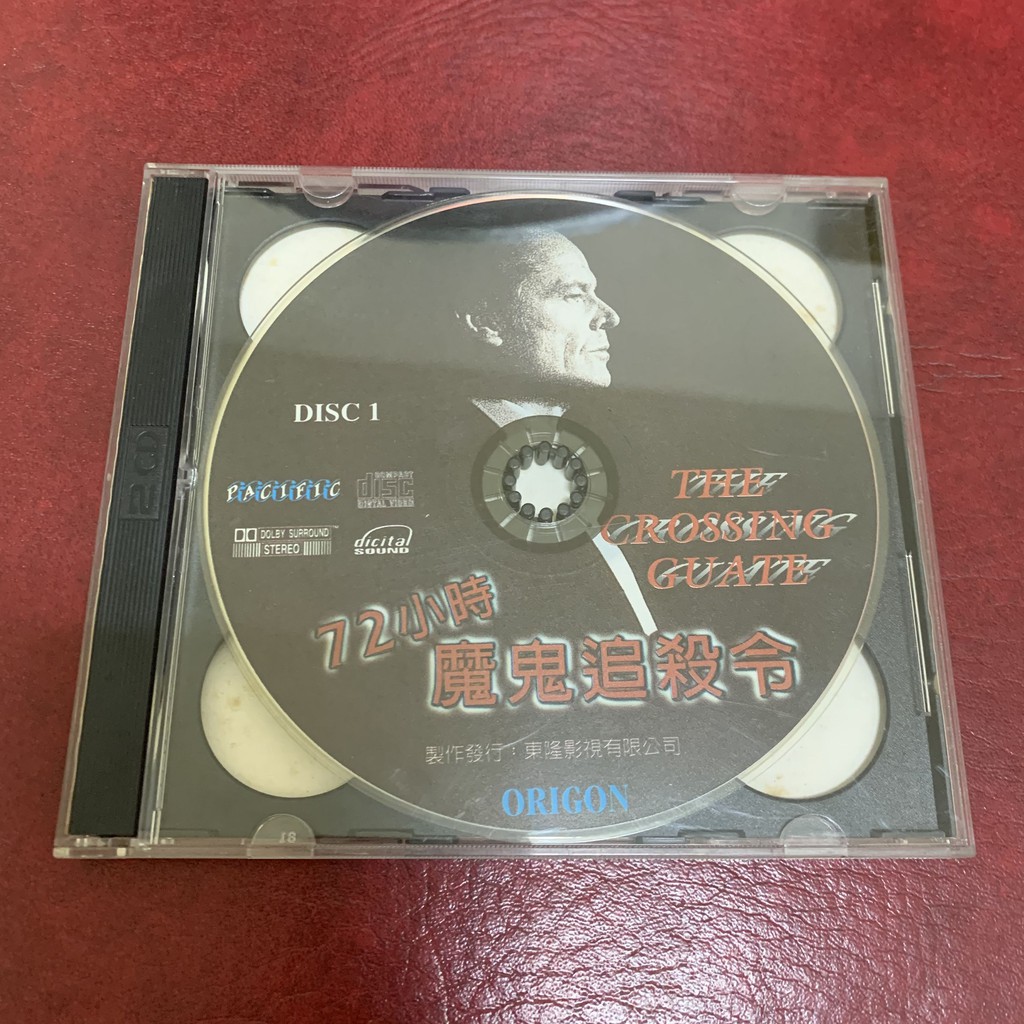 DISC 1
PACIFIC
COMPACT
disc
DIGITAL VIDEO
DOLBY SURROUND™
STEREO
dicital
SOUND
THE
CROSSING
GUATE
72小時
魔鬼追殺令
製作發行：東隆影視有限公司
ORIGON